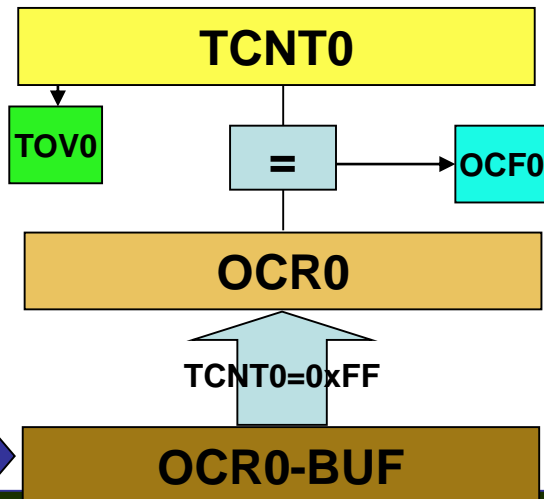 TCNT0
TOV0
=
OCF0
OCR0
TCNT0=0xFF
OCR0-BUF